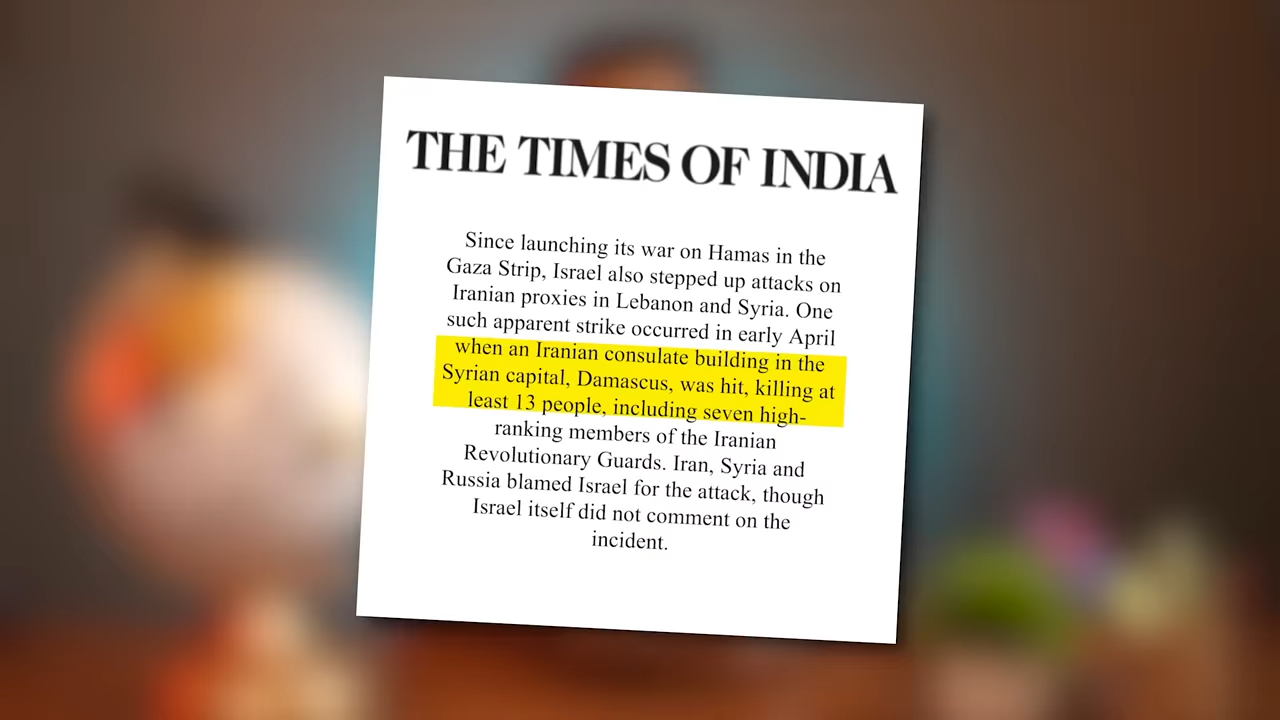 THE TIMES OF INDIA
Since launching its war on Hamas in the
Gaza Strip, Israel also stepped up attacks on
Iranian proxies in Lebanon and Syria. One
such apparent strike occurred in early April
when an Iranian consulate building in the
Syrian capital, Damascus, was hit, killing at
least 13 people, including seven high-
ranking members of the Iranian
Revolutionary Guards. Iran, Syria and
Russia blamed Israel for the attack, though
Israel itself did not comment on the
incident.